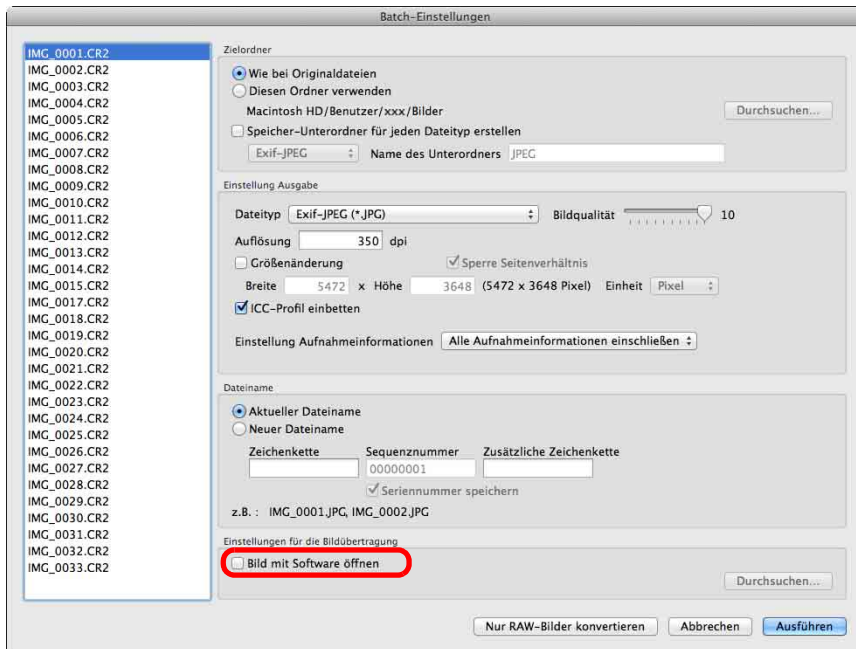 Batch-Einstellungen
IMG_0001.CR2
IMG_0002.CR2
IMG_0003.CR2
IMG_0004.CR2
IMG_0005.CR2
IMG_0006.CR2
IMG_0007.CR2
IMG_0008.CR2
IMG_0009.CR2
IMG_0010.CR2
IMG_0011.CR2
IMG_0012.CR2
IMG_0013.CR2
IMG_0014.CR2
IMG_0015.CR2
IMG_0017.CR2
IMG_0018.CR2
IMG_0019.CR2
IMG_0020.CR2
IMG_0021.CR2
IMG_0022.CR2
IMG_0023.CR2
IMG_0024.CR2
IMG_0025.CR2
IMG_0026.CR2
IMG_0027.CR2
IMG_0028.CR2
IMG_0029.CR2
IMG_0030.CR2
IMG_0031.CR2
IMG_0032.CR2
IMG_0033.CR2
Zielordner
Wie bei Originaldateien
Diesen Ordner verwenden
Macintosh HD/Benutzer/xxx/Bilder Durchsuchen...
Speicher-Unterordner für jeden Dateityp erstellen
Exif-JPEG Name des Unterordners JPEG
Einstellung Ausgabe
Dateityp Exif-JPEG (*.JPG) Bildqualität 10
Auflösung 350 dpi
Größenänderung Sperre Seitenverhältnis
Breite 5472 x Höhe 3648 (5472 x 3648 Pixel) Einheit Pixel
ICC-Profil einbetten
Einstellung Aufnahmeinformationen Alle Aufnahmeinformationen einschließen
Dateiname
Aktueller Dateiname
Neuer Dateiname
Zeichenkette Sequenznummer Zusätzliche Zeichenkette
00000001
Seriennummer speichern
z.B. : IMG_0001.JPG, IMG_0002.JPG
Einstellungen für die Bildübertragung
Bild mit Software öffnen
Durchsuchen...
Nur RAW-Bilder konvertieren Abbrechen Ausführen